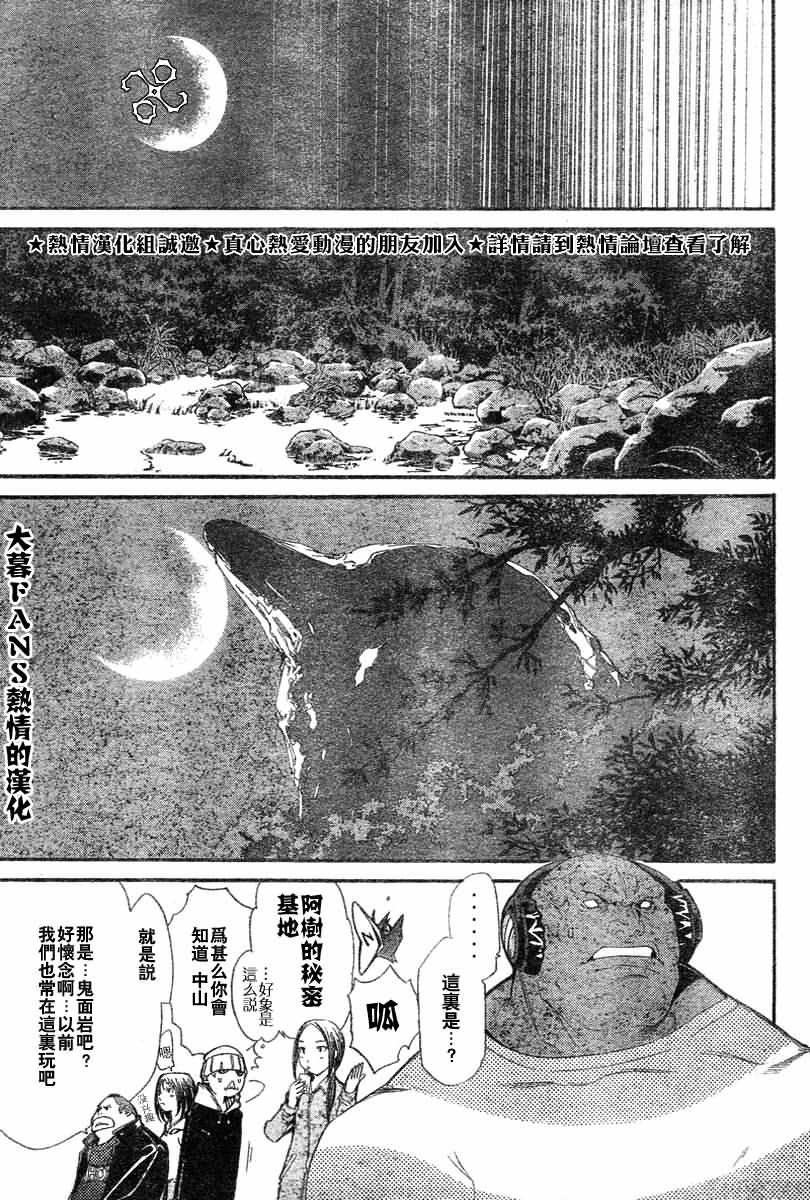 ★熱情漢化組誠邀★真心熱愛動漫的朋友加入★詳情請到熱情論壇查看了解
大暮FANS熱情的漢化
......
這裏是…?
呱
阿樹的秘密
基地
…好象是
這么説
爲甚么你會
知道 中山
嗯
就是説
那是…鬼面岩吧?
好懷念啊…以前
我們也常在這裏玩吧